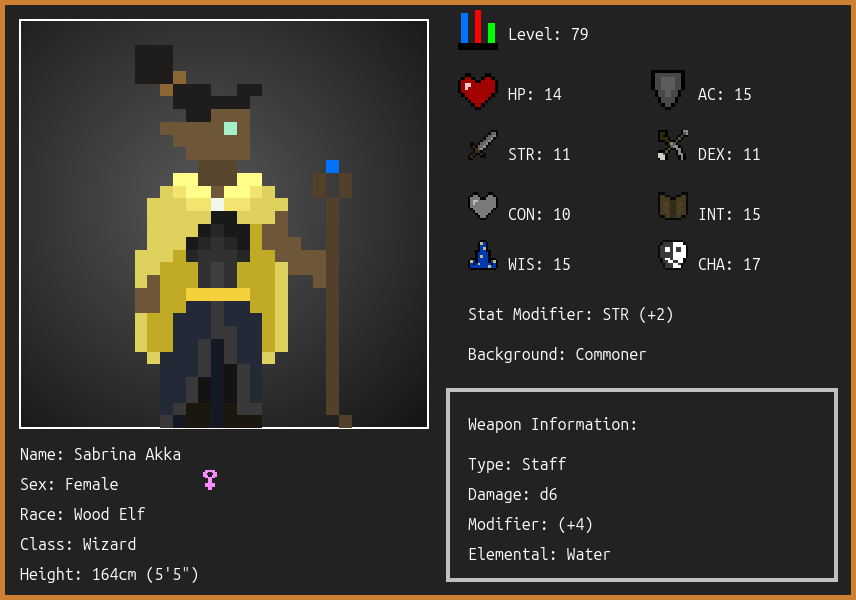 Level: 79
HP: 14
AC: 15
STR: 11
DEX: 11
CON: 10
INT: 15
WIS: 15
CHA: 17
Stat Modifier: STR (+2)
Background: Commoner
Weapon Information:
Type: Staff
Damage: d6
Modifier: (+4)
Elemental: Water
Name: Sabrina Akka
Sex: Female
Race: Wood Elf
Class: Wizard
Height: 164cm (5'5")